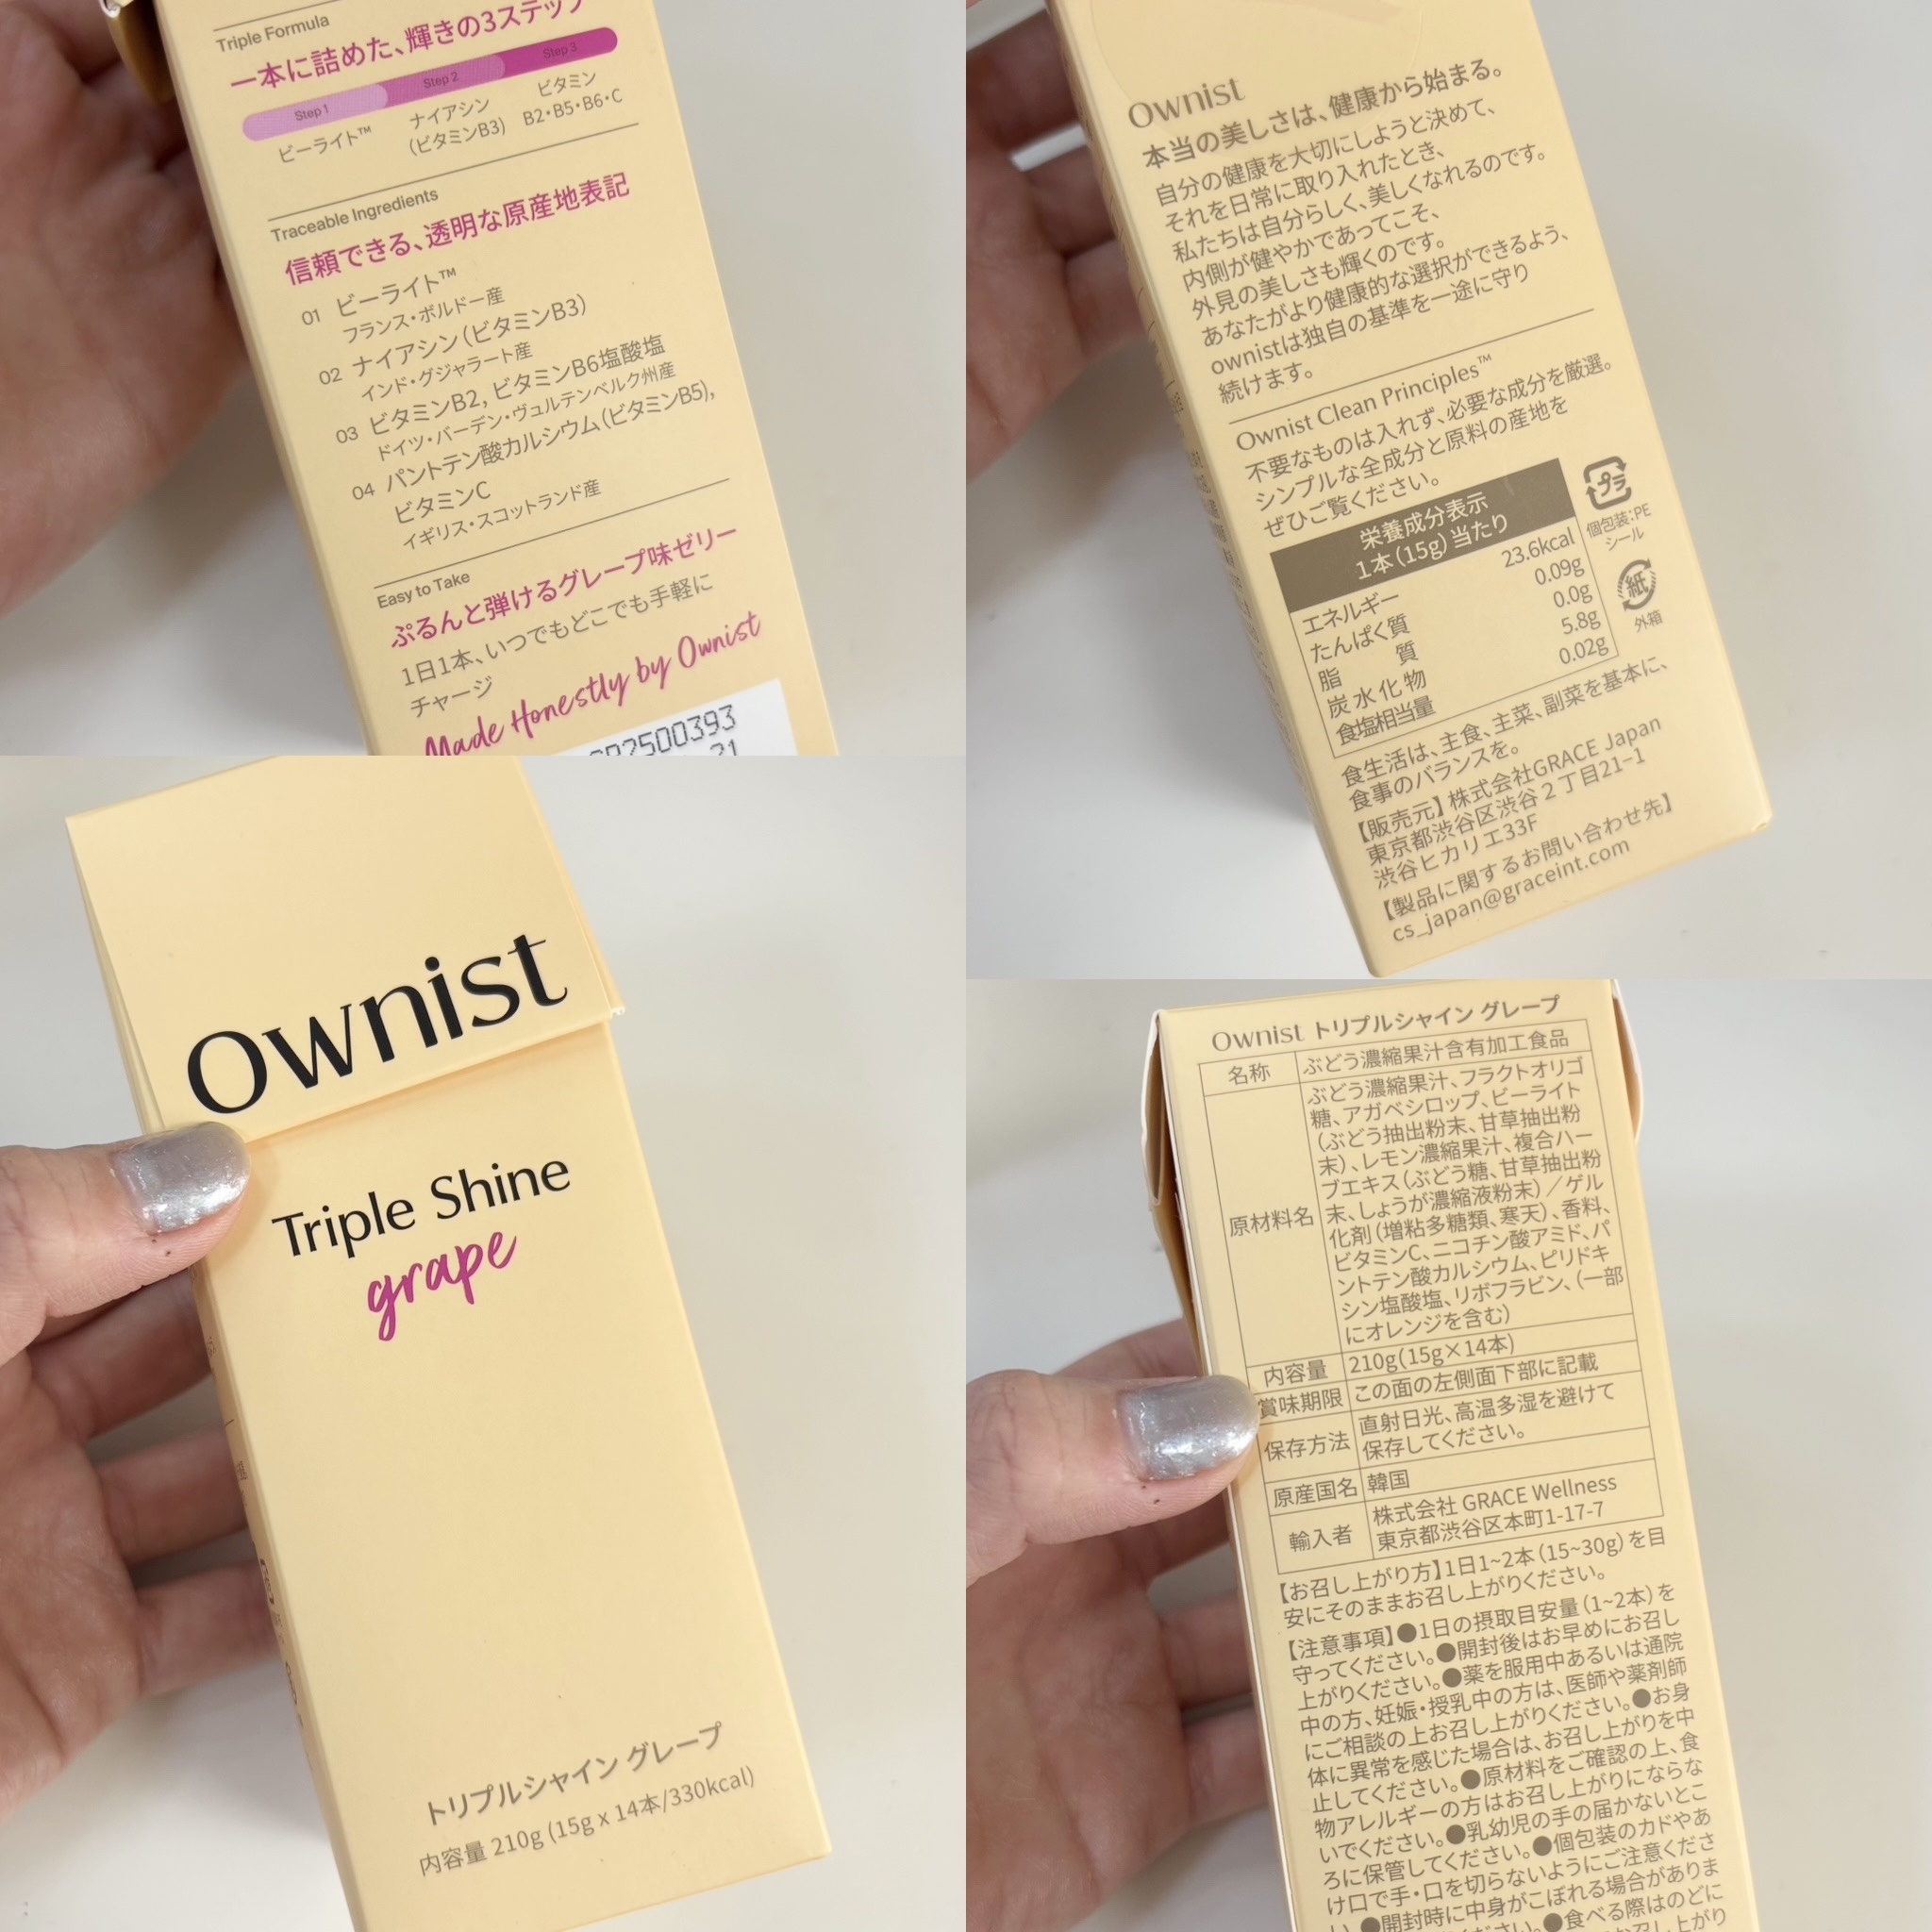 Triple Formula
一本に詰めた、輝きの3ステップ
Step 1
Step 2
Step 3
ビーライト™
ナイアシン
(ビタミンB3)
ビタミン
B2・B5・B6・C
Traceable Ingredients
信頼できる、透明な原産地表記
01 ビーライト™
フランス・ボルドー産
02 ナイアシン(ビタミンB3)
インド・グジャラート産
03 ビタミンB2, ビタミンB6塩酸塩
ドイツ・バーデン・ヴュルテンベルク州産
04 パントテン酸カルシウム(ビタミンB5),
ビタミンC
イギリス・スコットランド産
Easy to Take
ぷるんと弾けるグレープ味ゼリー
1日1本、いつでもどこでも手軽に
チャージ
Made Honestly by Ownist
2500393
Ownist
本当の美しさは、健康から始まる。
自分の健康を大切にしようと決めて、
それを日常に取り入れたとき、
私たちは自分らしく、美しくなれるのです。
内側が健やかであってこそ、
外見の美しさも輝くのです。
あなたがより健康的な選択ができるよう、
ownistは独自の基準を一途に守り
続けます。
Ownist Clean Principles™
不要なものは入れず、必要な成分を厳選。
シンプルな全成分と原料の産地を
ぜひご覧ください。
栄養成分表示
1本(15g)当たり
エネルギー 23.6kcal
たんぱく質 0.09g
脂質 0.0g
炭水化物 5.8g
食塩相当量 0.02g
プラ
個包装:PE
シール
紙
外箱
食生活は、主食、主菜、副菜を基本に、
食事のバランスを。
【販売元】株式会社GRACE Japan
東京都渋谷区渋谷2丁目21-1
渋谷ヒカリエ33F
【製品に関するお問い合わせ先】
cs_japan@graceint.com
Ownist
Triple Shine
grape
トリプルシャイン グレープ
内容量 210g (15g x 14本/330kcal)
Ownist トリプルシャイン グレープ
名称 ぶどう濃縮果汁含有加工食品
原材料名
ぶどう濃縮果汁、フラクトオリゴ
糖、アガベシロップ、ビーライト
(ぶどう抽出粉末、甘草抽出粉
末)、レモン濃縮果汁、複合ハー
ブエキス(ぶどう糖、甘草抽出粉
末、しょうが濃縮液粉末)/ゲル
化剤(増粘多糖類、寒天)、香料、
ビタミンC、ニコチン酸アミド、パ
ントテン酸カルシウム、ピリドキ
シン塩酸塩、リボフラビン、(一部
にオレンジを含む)
内容量 210g(15g×14本)
賞味期限 この面の左側面下部に記載
保存方法 直射日光、高温多湿を避けて
保存してください。
原産国名 韓国
輸入者 株式会社 GRACE Wellness
東京都渋谷区本町1-17-7
【お召し上がり方】1日1~2本(15~30g)を目
安にそのままお召し上がりください。
【注意事項】●1日の摂取目安量(1~2本)を
守ってください。●開封後はお早めにお召し
上がりください。●薬を服用中あるいは通院
中の方、妊娠・授乳中の方は、医師や薬剤師
にご相談の上お召し上がりください。●お身
体に異常を感じた場合は、お召し上がりを中
止してください。●原材料をご確認の上、食
物アレルギーの方はお召し上がりにならな
いでください。●乳幼児の手の届かないとこ
ろに保管してください。●個包装のカドやあ
け口で手・口を切らないようにご注意くださ
い。●開封時に中身がこぼれる場合がありま
●食べる際はのどに